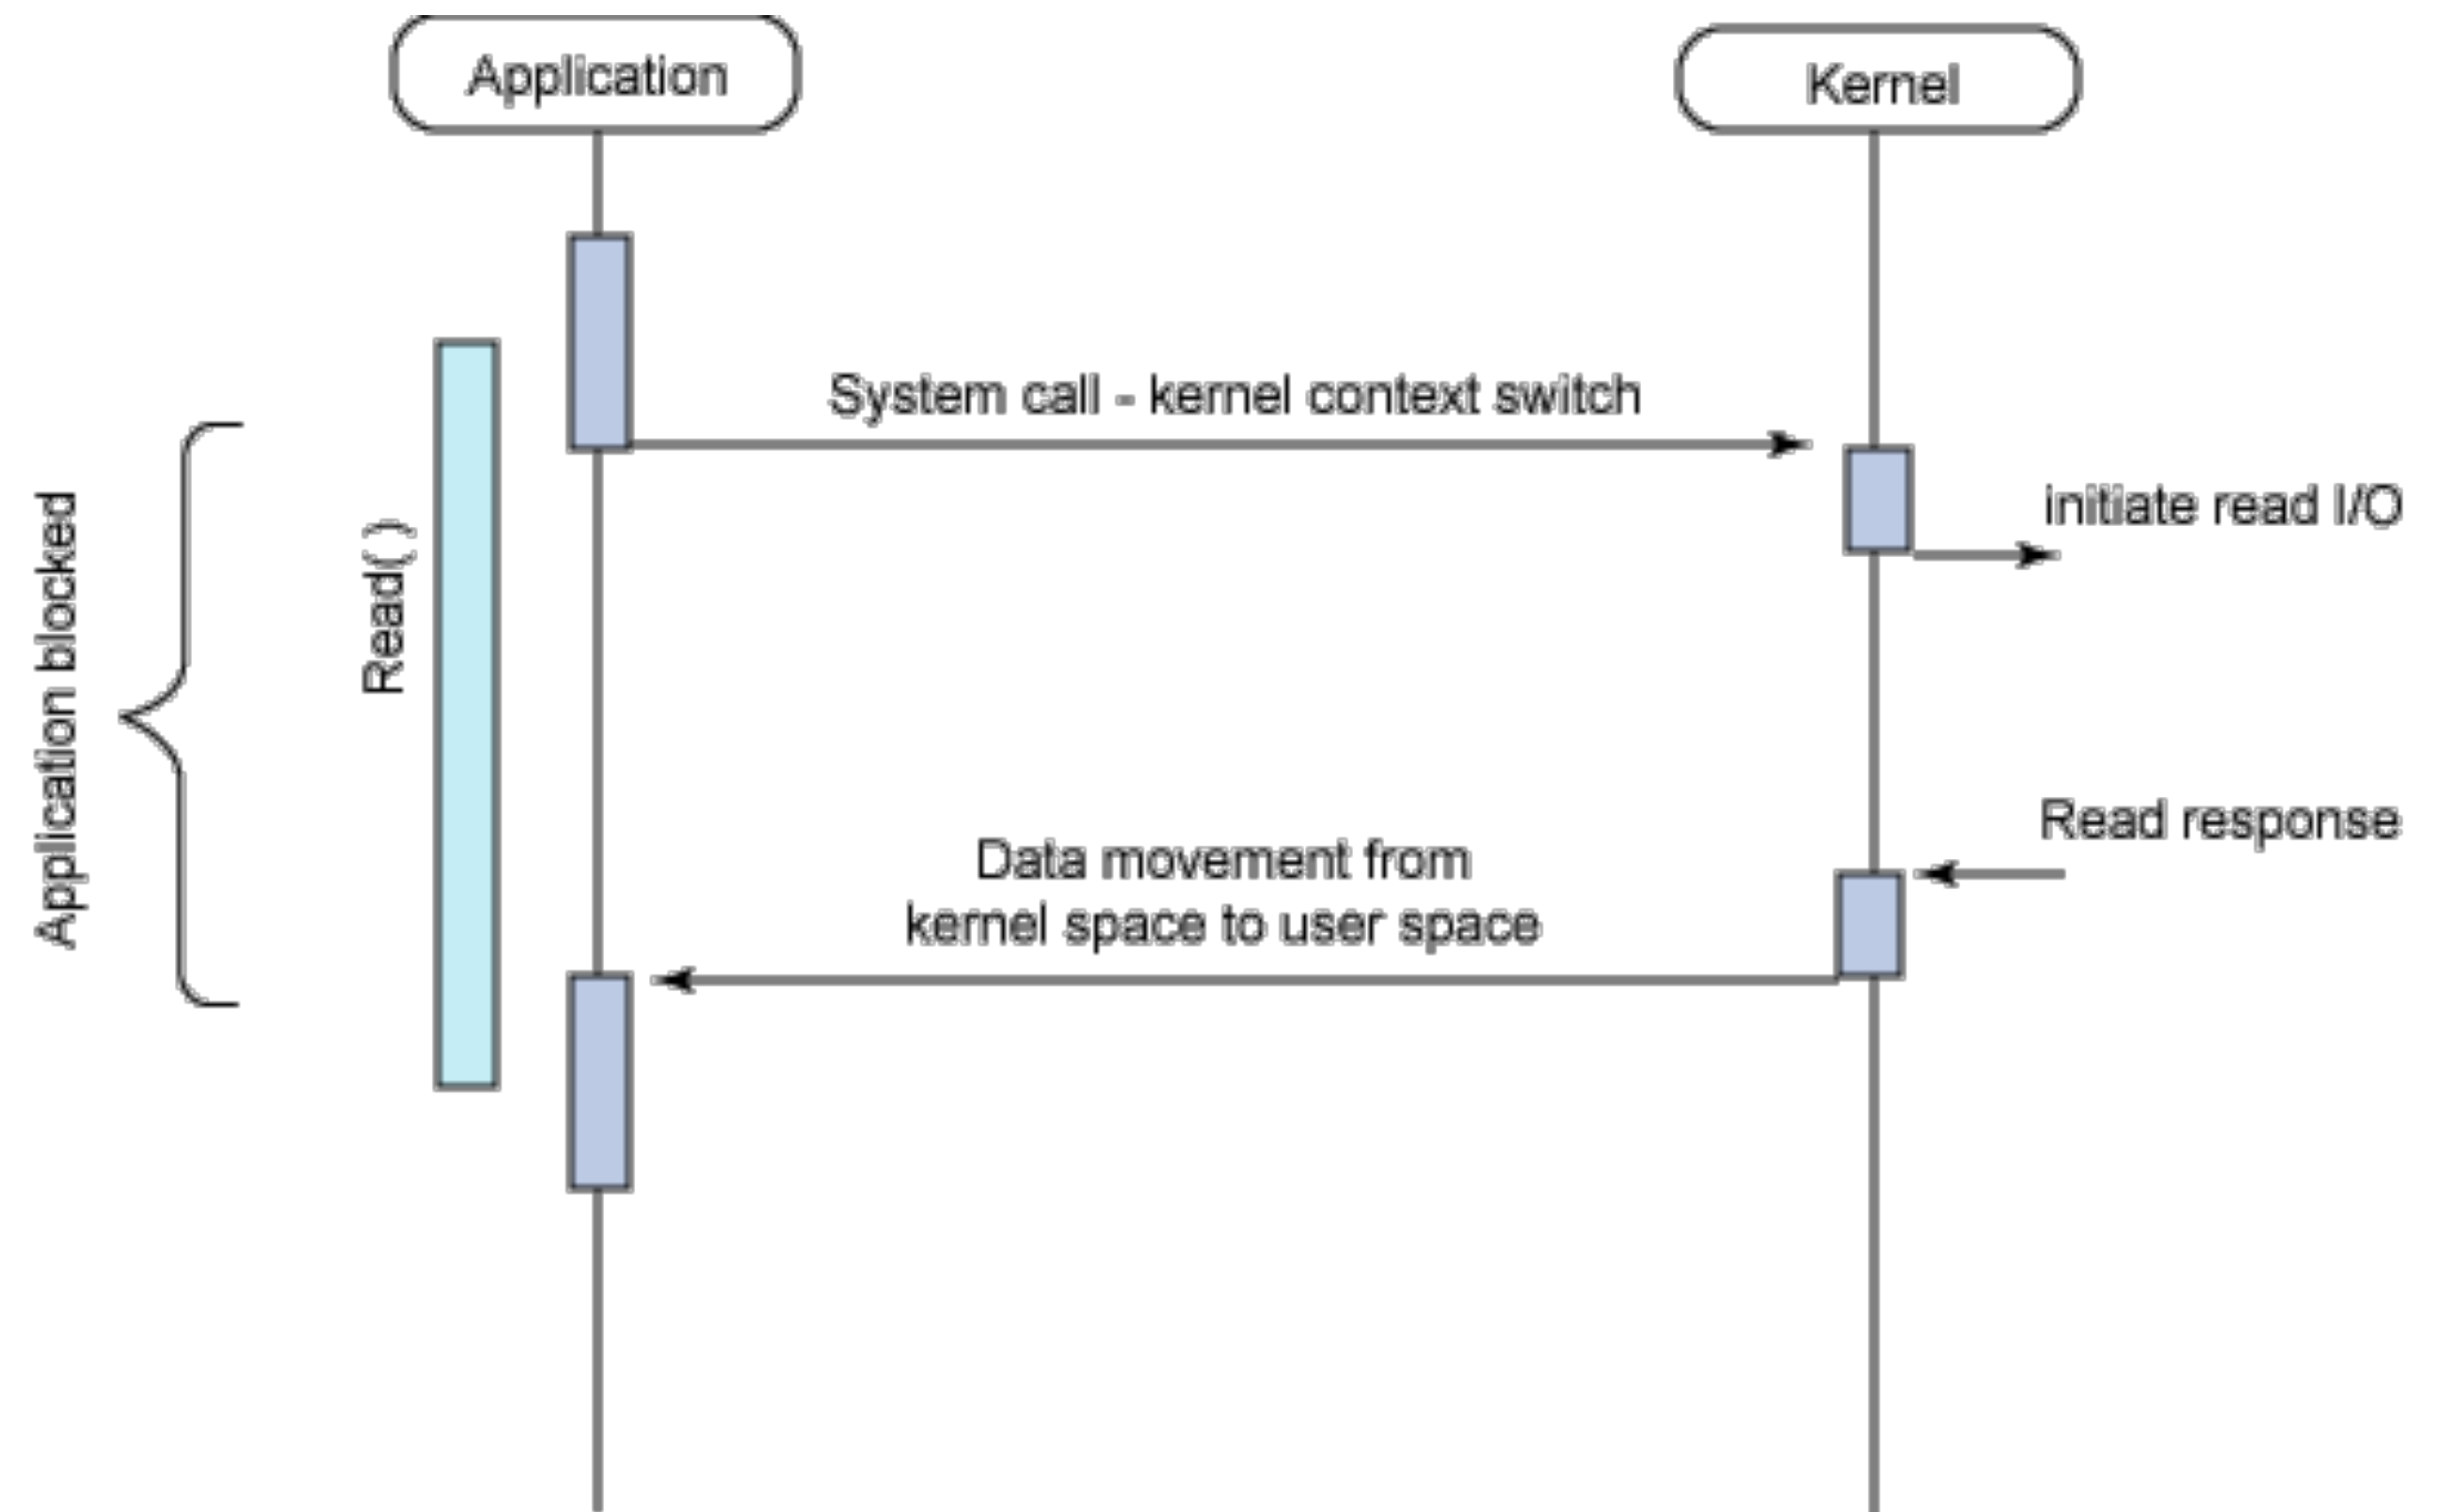 Application
Kernel
System call - kernel context switch
initiate read I/O
Application blocked
Read( )
Read response
Data movement from
kernel space to user space